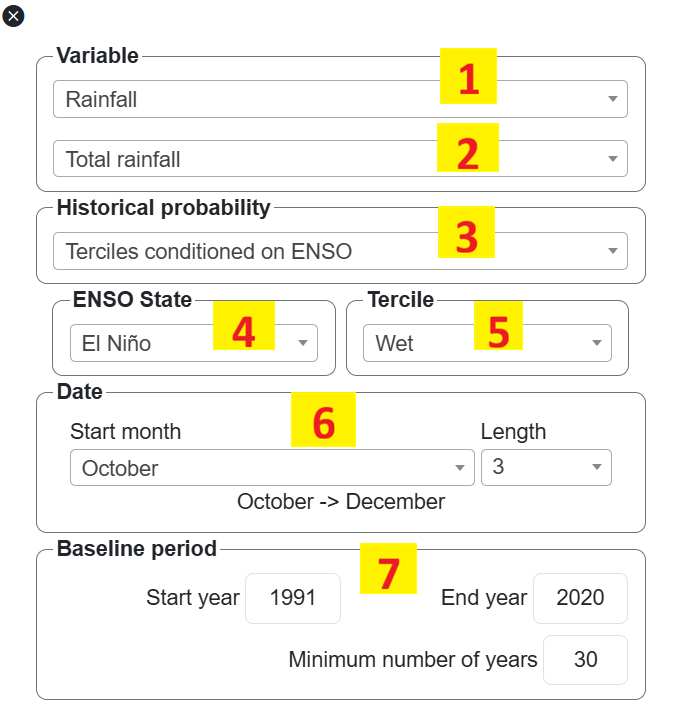 Variable
1
Rainfall
2
Total rainfall
Historical probability
3
Terciles conditioned on ENSO
ENSO State
Tercile
4
5
El Niño
Wet
Date
6
Start month
Length
October
3
October -> December
Baseline period
7
Start year 1991 End year 2020
Minimum number of years 30